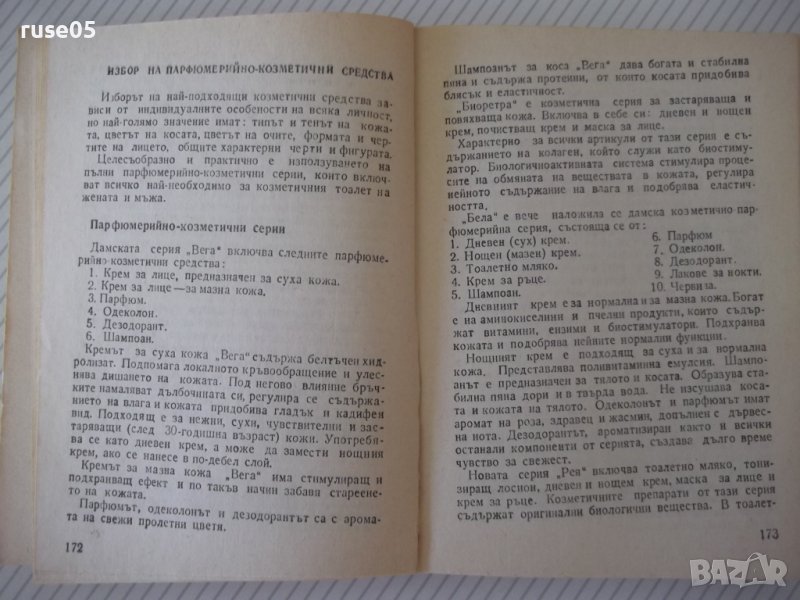 ruse05
ИЗБОР НА ПАРФЮМЕРИЙНО-КОЗМЕТИЧНИ СРЕДСТВА
Изборът на най-подходящи козметични средства за-
виси от индивидуалните особености на всяка личност,
но най-голямо значение имат: типът и тенът на кожа-
та, цветът на косата, цветът на очите, формата и черти-
те на лицето, общите характерни черти и фигурата.
Целесъобразно и практично е използуването на
пълни парфюмерийно-козметични серии, които включ-
ват всичко най-необходимо за козметичния тоалет на
жената и мъжа.
Парфюмерийно-козметични серии
Дамската серия „Вега" включва следните парфюме-
рийно-козметични средства:
1. Крем за лице, предназначен за суха кожа.
2. Крем за лице — за мазна кожа.
3. Парфюм.
4. Одеколон.
5. Дезодорант.
6. Шампоан.
Кремът за суха кожа „Вега" съдържа белтъчен хид-
ролизат. Подпомага локалното кръвообращение и улес-
нява дишането на кожата. Под негово влияние бръч-
ките намаляват дълбочината си, регулира се съдържа-
нието на влага и кожата придобива гладък и кадифен
вид. Подходящ е за нежни, сухи, чувствителни и зас-
таряващи (след 30-годишна възраст) кожи. Употребя-
ва се като дневен крем, а може да замести нощния
крем, ако се нанесе в по-дебел слой.
Кремът за мазна кожа „Вега" има стимулиращ и
подхранващ ефект и по такъв начин забавя стареене-
то на кожата.
Парфюмът, одеколонът и дезодорантът са с арома-
та на свежи пролетни цветя.
172
Шампоанът за коса „Вега" дава богата и стабилна
пяна и съдържа протеини, от които косата придобива
блясък и еластичност.
„Биоретра" е козметична серия за застаряваща и
повяхваща кожа. Включва в себе си: дневен и нощен
крем, почистващ крем и маска за лице.
Характерно за всички артикули от тази серия е съ-
държанието на колаген, който служи като биостиму-
латор. Биологичноактивната система стимулира проце-
сите на обмяната на веществата в кожата, регулира
нейното съдържание на влага и подобрява еластич-
ността.
„Бела" е вече наложила се дамска козметично пар-
фюмерийна серия, състояща се от:
1. Дневен (сух) крем.
2. Нощен (мазен) крем.
3. Тоалетно мляко.
4. Крем за ръце.
5. Шампоан.
6. Парфюм
7. Одеколон.
8. Дезодорант.
9. Лакове за нокти.
10. Червила.
Дневният крем е за нормална и за мазна кожа. Богат
е на аминокиселини и пчелни продукти, които съдър-
жат витамини, ензими и биостимулатори. Подхранва
кожата и подобрява нейните нормални функции.
Нощният крем е подходящ за суха и за нормална
кожа. Представлява поливитаминна емулсия. Шампо-
анът е предназначен за тялото и косата. Образува ста-
билна пяна дори и в твърда вода. Не изсушава коса-
та и кожата на тялото. Одеколонът и парфюмът имат
аромат на роза, здравец и жасмин, допълнен с дървес-
на нота. Дезодорантът, ароматизиран както и всички
останали компоненти от серията, създава дълго време
чувство за свежест.
Новата серия „Рея" включва тоалетно мляко, тони-
зиращ лосион, дневен и нощен крем, маска за лице и
крем за ръце. Козметичните препарати от тази серия
съдържат оригинални биологични вещества. В тоалет-
173
BAZAR